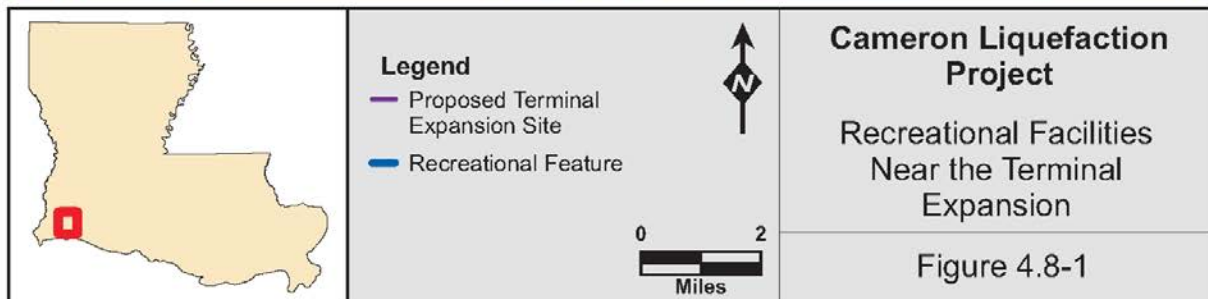 Legend
Proposed Terminal
Expansion Site
Recreational Feature
N
0 2
Miles
Cameron Liquefaction
Project
Recreational Facilities
Near the Terminal
Expansion
Figure 4.8-1